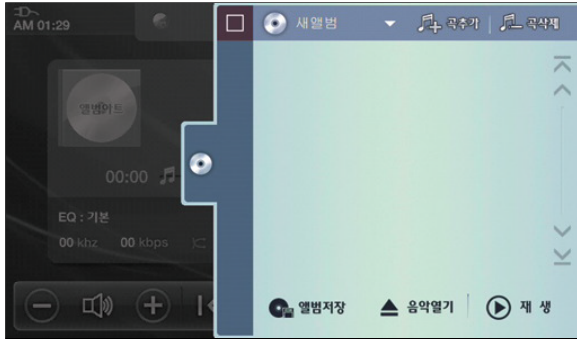 AM 01:29
새앨범 곡추가 곡삭제
앨범아트
00:00
EQ : 기본
00 khz 00 kbps
앨범저장 음악열기 재 생